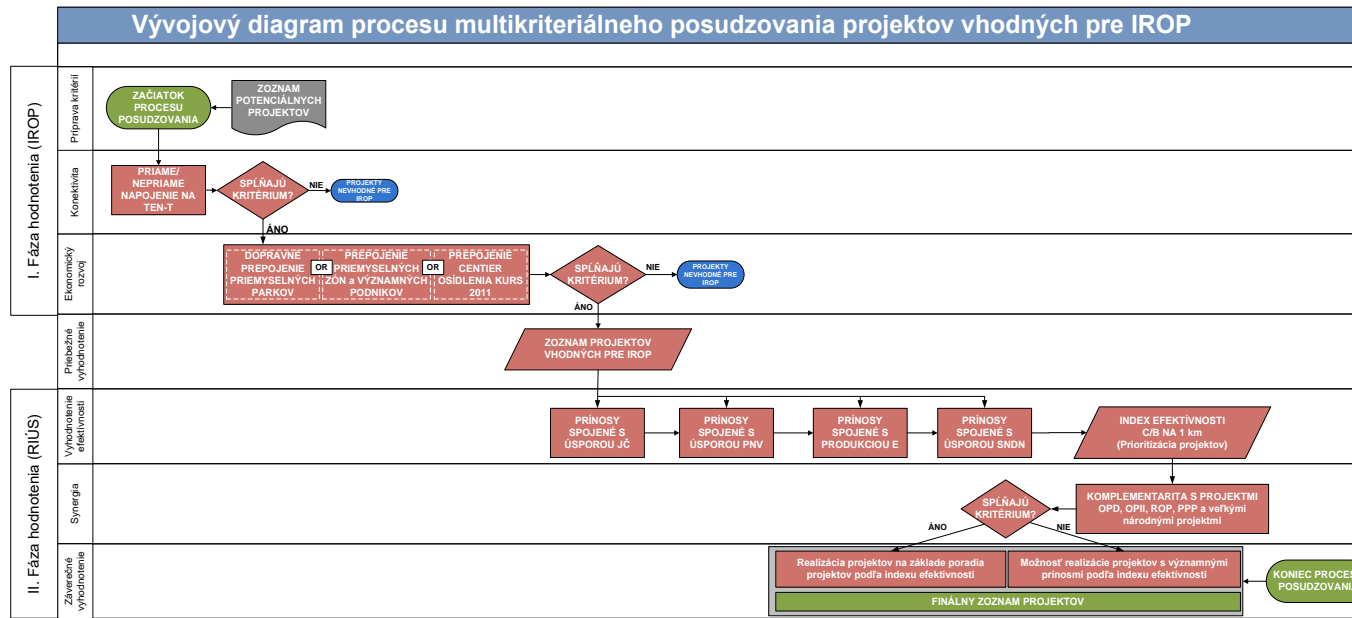 Vývojový diagram procesu multikriteriálneho posudzovania projektov vhodných pre IROP
I. Fáza hodnotenia (IROP)
Príprava kritérií
ZAČIATOK
PROCESU
POSUDZOVANIA
ZOZNAM
POTENCIÁLNYCH
PROJEKTOV
Konektivita
PRIAME/
NEPRIAME
NAPOJENIE NA
TEN-T
SPĹŇAJÚ
KRITÉRIUM?
NIE
PROJEKTY
NEVHODNÉ PRE
IROP
ÁNO
Ekonomický
rozvoj
DOPRAVNÉ
PREPOJENIE
PRIEMYSELNÝCH
PARKOV
OR
PREPOJENIE
PRIEMYSELNÝCH
ZÓN a VÝZNAMNÝCH
PODNIKOV
OR
PREPOJENIE
CENTIER
OSÍDLENIA KURS
2011
SPĹŇAJÚ
KRITÉRIUM?
NIE
PROJEKTY
NEVHODNÉ PRE
IROP
ÁNO
Priebežné
vyhodnotenie
ZOZNAM PROJEKTOV
VHODNÝCH PRE IROP
II. Fáza hodnotenia (RIÚS)
Vyhodnotenie
efektívnosti
PRÍNOSY
SPOJENÉ S
ÚSPOROU JČ
PRÍNOSY
SPOJENÉ S
ÚSPOROU PNV
PRÍNOSY
SPOJENÉ S
PRODUKCIOU E
PRÍNOSY
SPOJENÉ S
ÚSPOROU SNDN
INDEX EFEKTÍVNOSTI
C/B NA 1 km
(Prioritizácia projektov)
Synergia
SPĹŇAJÚ
KRITÉRIUM?
KOMPLEMENTARITA S PROJEKTMI
OPD, OPII, ROP, PPP a veľkými
národnými projektmi
ÁNO
NIE
Záverečné
vyhodnotenie
Realizácia projektov na základe poradia
projektov podľa indexu efektívnosti
Možnosť realizácie projektov s významnými
prínosmi podľa indexu efektívnosti
FINÁLNY ZOZNAM PROJEKTOV
KONIEC PROCES
POSUDZOVANIA